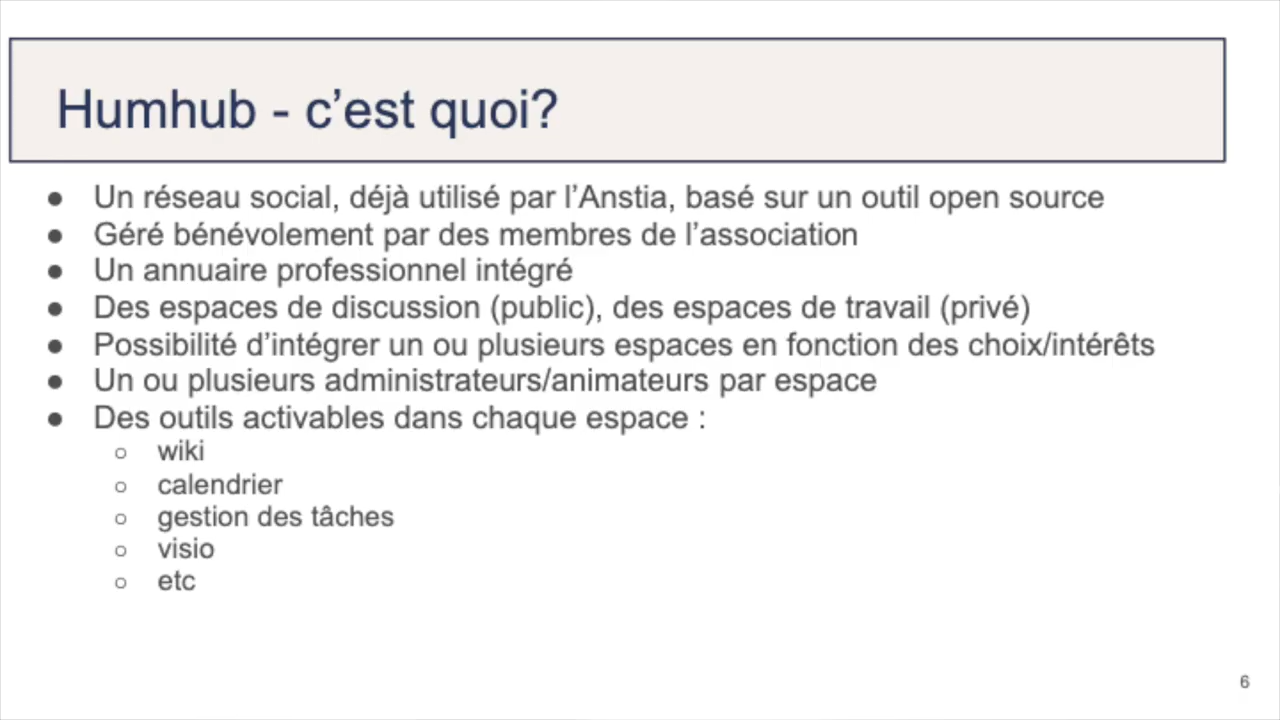 Humhub - c’est quoi?
● Un réseau social, déjà utilisé par l’Anstia, basé sur un outil open source
● Géré bénévolement par des membres de l’association
● Un annuaire professionnel intégré
● Des espaces de discussion (public), des espaces de travail (privé)
● Possibilité d’intégrer un ou plusieurs espaces en fonction des choix/intérêts
● Un ou plusieurs administrateurs/animateurs par espace
● Des outils activables dans chaque espace :
○ wiki
○ calendrier
○ gestion des tâches
○ visio
○ etc
6